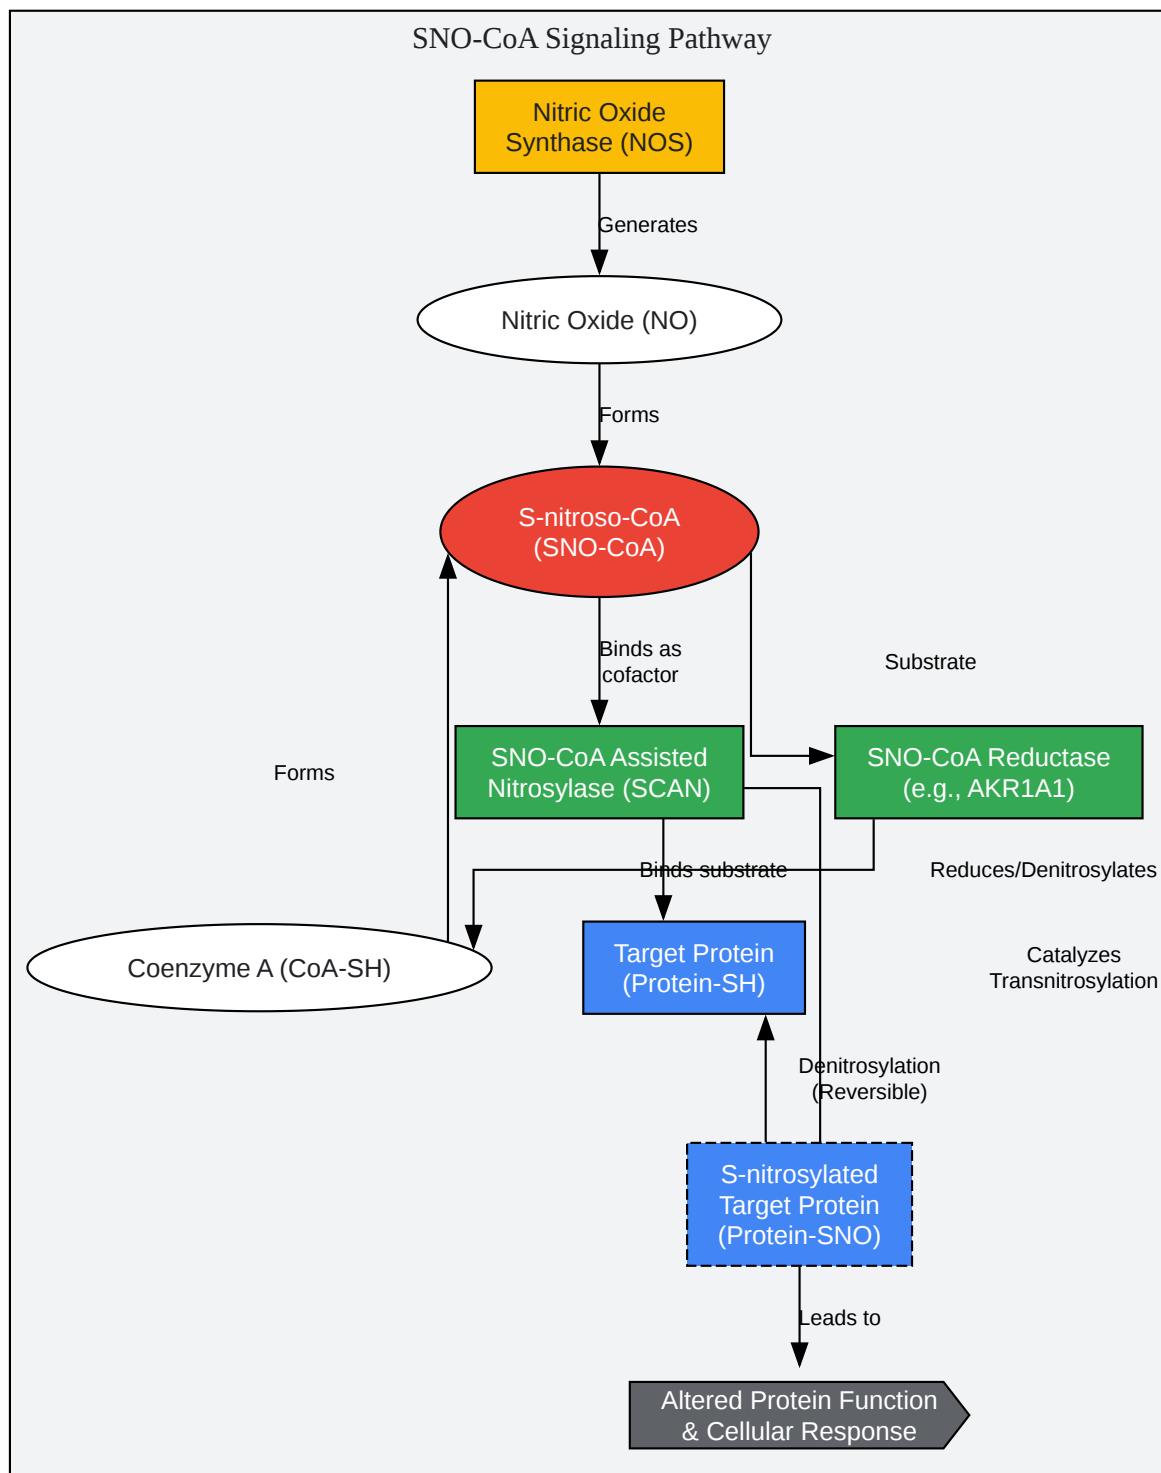 SNO-CoA Signaling Pathway
Nitric Oxide
Synthase (NOS)
Generates
Nitric Oxide (NO)
Forms
S-nitroso-CoA
(SNO-CoA)
Binds as
cofactor
Substrate
SNO-CoA Assisted
Nitrosylase (SCAN)
SNO-CoA Reductase
(e.g., AKR1A1)
Forms
Binds substrate
Reduces/Denitrosylates
Coenzyme A (CoA-SH)
Target Protein
(Protein-SH)
Catalyzes
Transnitrosylation
Denitrosylation
(Reversible)
S-nitrosylated
Target Protein
(Protein-SNO)
Leads to
Altered Protein Function
& Cellular Response